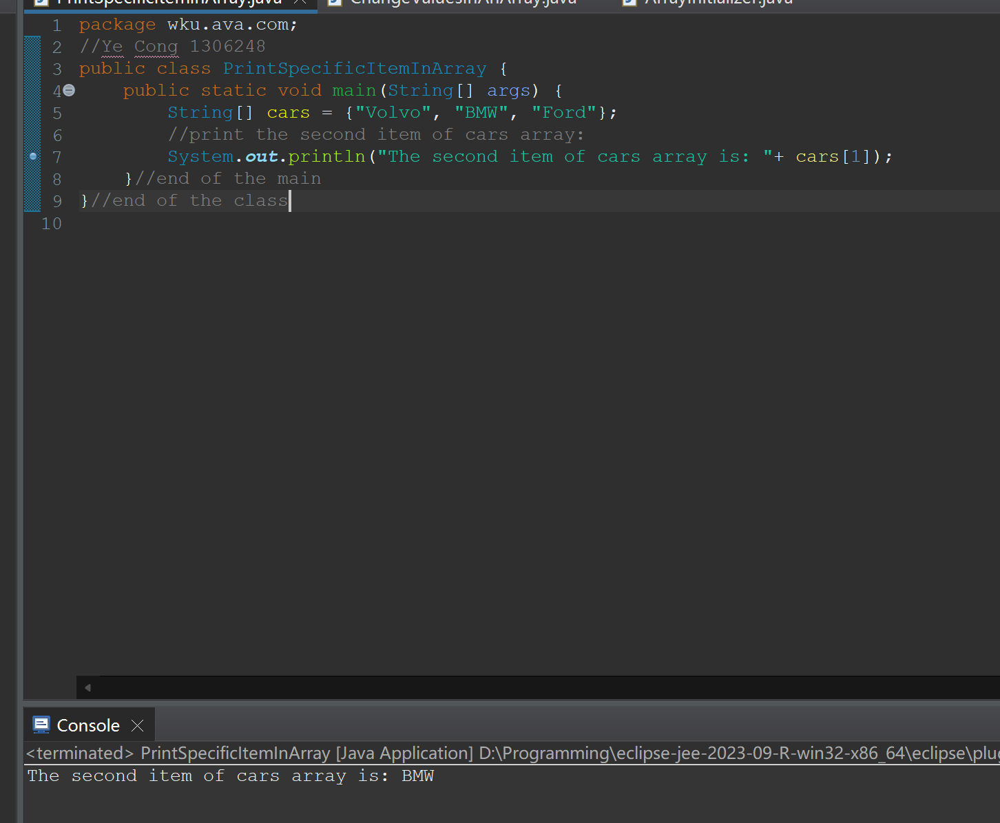 PrintSpecificItemInArray.java ChangeValuesInAnArray.java ArrayInitializer.java
1 package wku.ava.com;
2 //Ye Cong 1306248
3 public class PrintSpecificItemInArray {
4 public static void main(String[] args) {
5 String[] cars = {"Volvo", "BMW", "Ford"};
6 //print the second item of cars array:
7 System.out.println("The second item of cars array is: "+ cars[1]);
8 }//end of the main
9 }//end of the class
10
Console
<terminated> PrintSpecificItemInArray [Java Application] D:\Programming\eclipse-jee-2023-09-R-win32-x86_64\eclipse\plug
The second item of cars array is: BMW